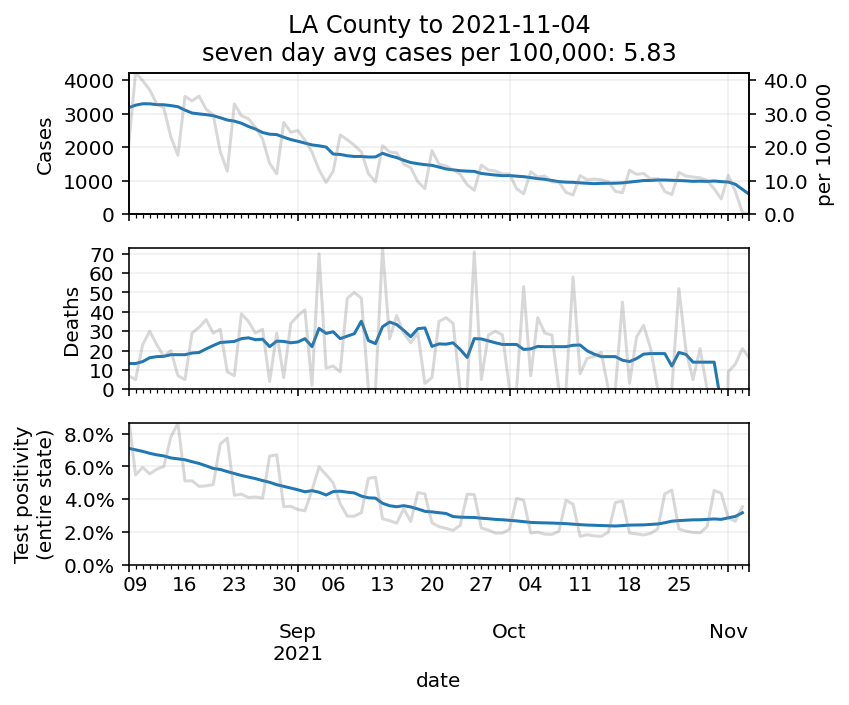 LA County to 2021-11-04
seven day avg cases per 100,000: 5.83
4000
3000
2000
1000
0
Cases
40.0
30.0
20.0
10.0
0.0
per 100,000
70
60
50
40
30
20
10
0
Deaths
8.0%
6.0%
4.0%
2.0%
0.0%
Test positivity
(entire state)
09 16 23 30 06 13 20 27 04 11 18 25
Sep Oct Nov
2021
date